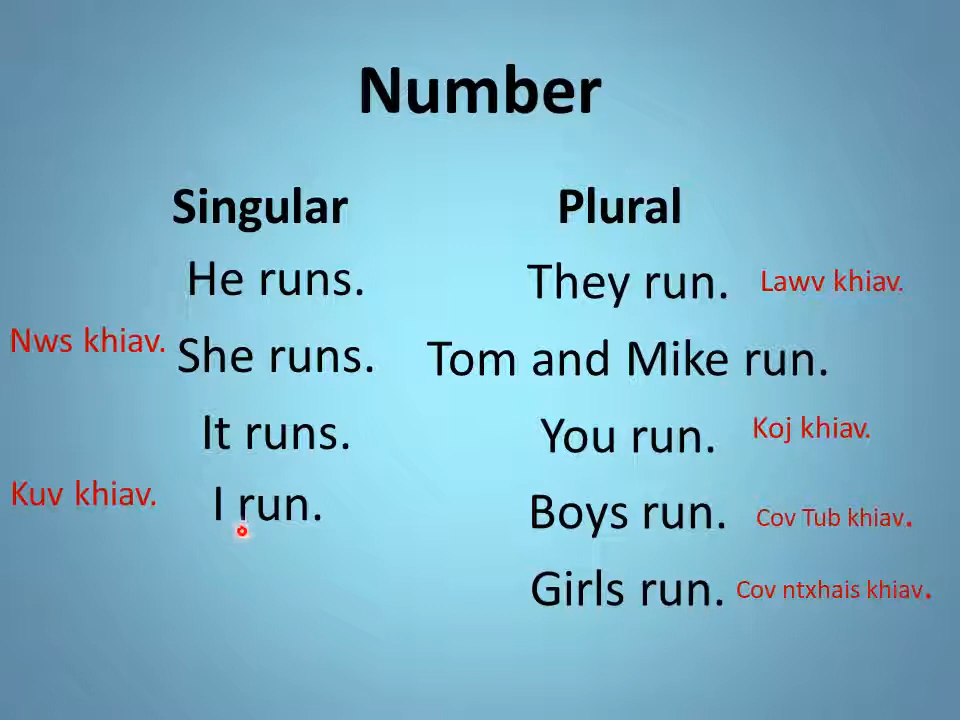 Number
Singular
Plural
He runs.
They run.
Lawv khiav.
Nws khiav.
She runs.
Tom and Mike run.
It runs.
You run.
Koj khiav.
Kuv khiav.
I run.
Boys run.
Cov Tub khiav.
Girls run.
Cov ntxhais khiav.